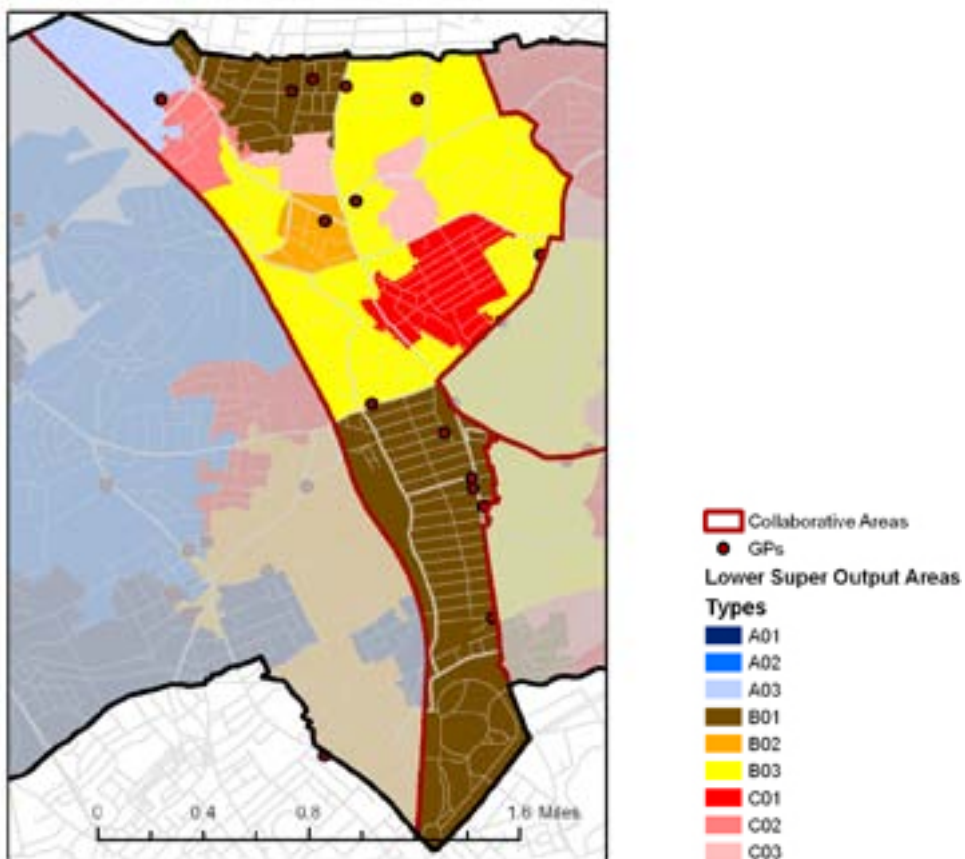 0 0.4 0.8 1.6 Miles
Collaborative Areas
GPs
Lower Super Output Areas
Types
A01
A02
A03
B01
B02
B03
C01
C02
C03